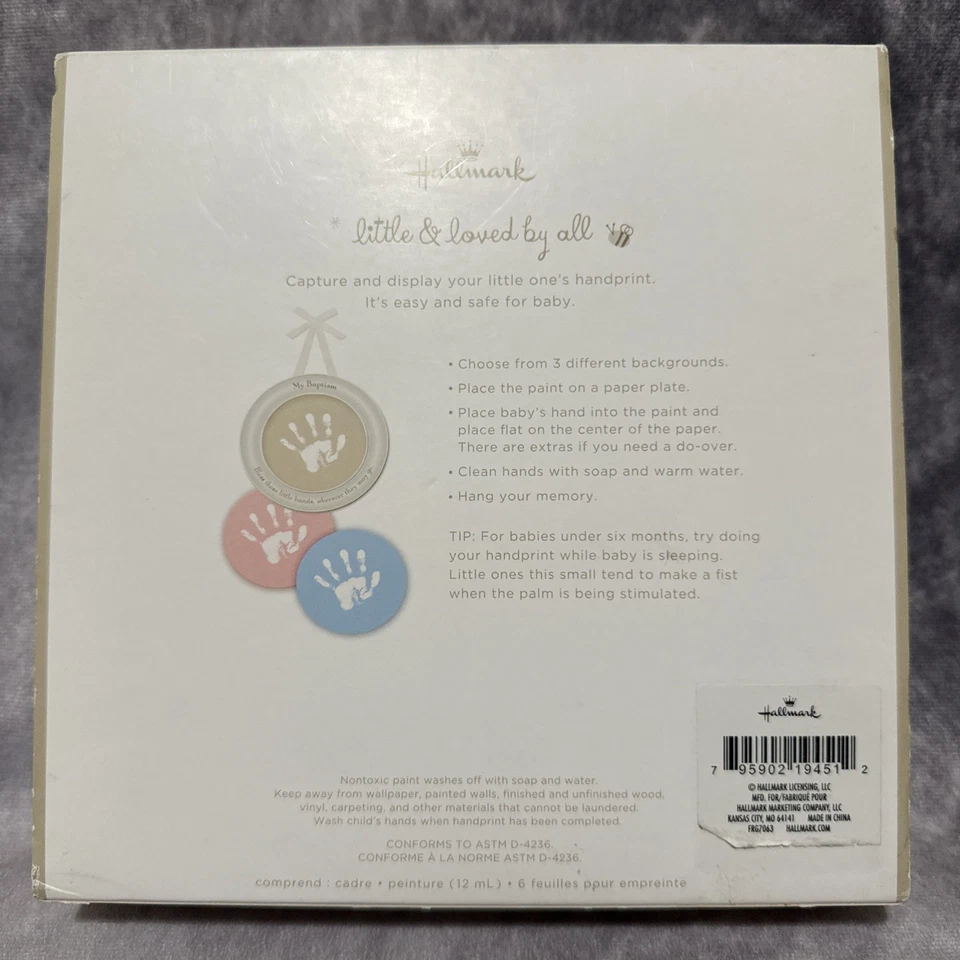 Hallmark
little & loved by all
Capture and display your little one's handprint.
It's easy and safe for baby.
My Baptism
Bless these little hands, wherever they may go.
• Choose from 3 different backgrounds.
• Place the paint on a paper plate.
• Place baby's hand into the paint and
place flat on the center of the paper.
There are extras if you need a do-over.
• Clean hands with soap and warm water.
• Hang your memory.
TIP: For babies under six months, try doing
your handprint while baby is sleeping.
Little ones this small tend to make a fist
when the palm is being stimulated.
Nontoxic paint washes off with soap and water.
Keep away from wallpaper, painted walls, finished and unfinished wood,
vinyl, carpeting, and other materials that cannot be laundered.
Wash child's hands when handprint has been completed.
CONFORMS TO ASTM D-4236.
CONFORME À LA NORME ASTM D-4236.
comprend : cadre • peinture (12 mL) • 6 feuilles pour empreinte
Hallmark
7 95902 19451 2
© HALLMARK LICENSING, LLC
MFD. FOR/FABRIQUÉ POUR
HALLMARK MARKETING COMPANY, LLC
KANSAS CITY, MO 64141 MADE IN CHINA
FRG7063 HALLMARK.COM